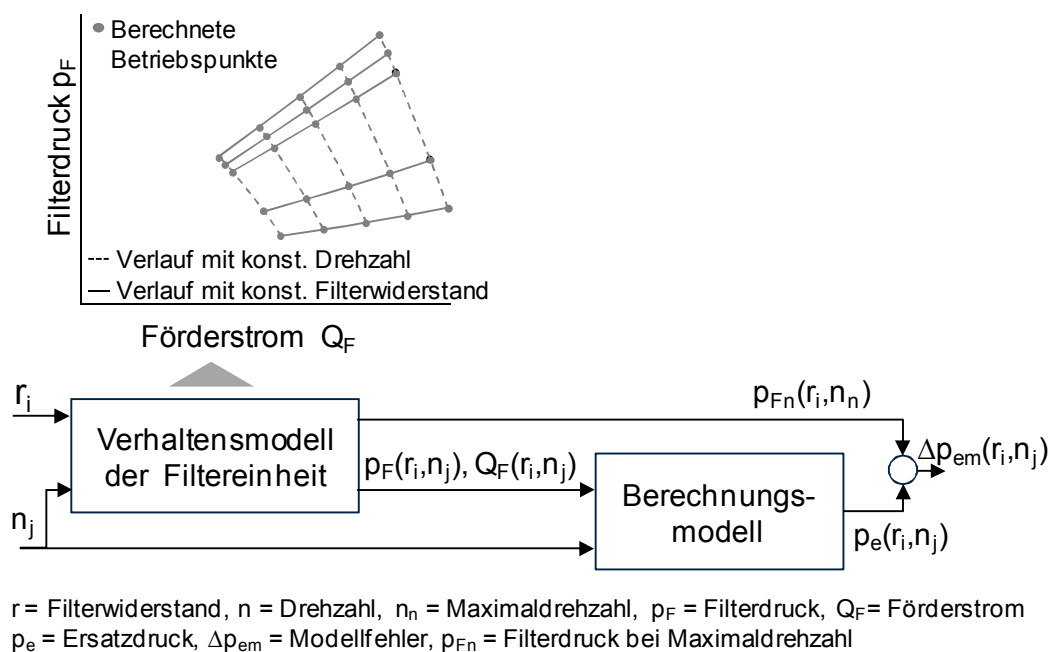 Berechnete
Betriebspunkte
Filterdruck p_F
--- Verlauf mit konst. Drehzahl
— Verlauf mit konst. Filterwiderstand
Förderstrom Q_F
r_i
p_Fn(r_i,n_n)
Verhaltensmodell
der Filtereinheit
p_F(r_i,n_j), Q_F(r_i,n_j)
Δp_em(r_i,n_j)
Berechnungs-
modell
n_j
p_e(r_i,n_j)
r = Filterwiderstand, n = Drehzahl, n_n = Maximaldrehzahl, p_F = Filterdruck, Q_F= Förderstrom
p_e = Ersatzdruck, Δp_em = Modellfehler, p_Fn = Filterdruck bei Maximaldrehzahl